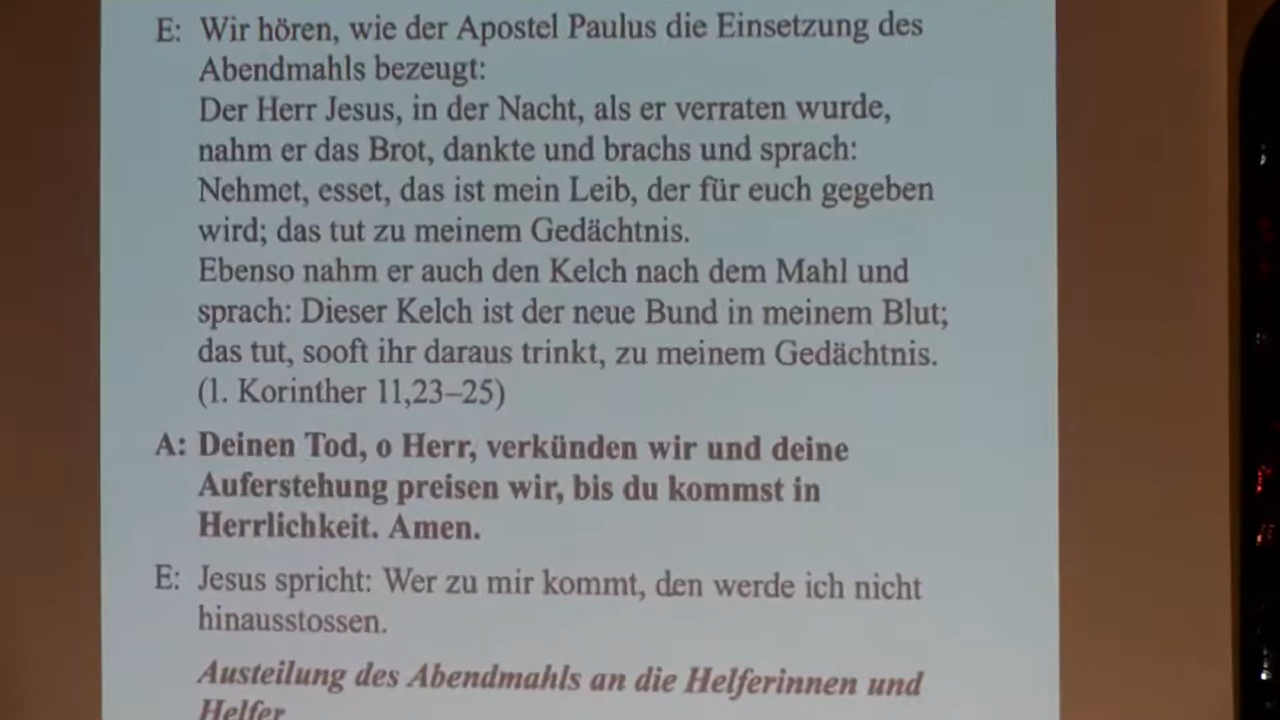 E: Wir hören, wie der Apostel Paulus die Einsetzung des
Abendmahls bezeugt:
Der Herr Jesus, in der Nacht, als er verraten wurde,
nahm er das Brot, dankte und brachs und sprach:
Nehmet, esset, das ist mein Leib, der für euch gegeben
wird; das tut zu meinem Gedächtnis.
Ebenso nahm er auch den Kelch nach dem Mahl und
sprach: Dieser Kelch ist der neue Bund in meinem Blut;
das tut, sooft ihr daraus trinkt, zu meinem Gedächtnis.
(1. Korinther 11,23–25)
A: Deinen Tod, o Herr, verkünden wir und deine
Auferstehung preisen wir, bis du kommst in
Herrlichkeit. Amen.
E: Jesus spricht: Wer zu mir kommt, den werde ich nicht
hinausstossen.
Austeilung des Abendmahls an die Helferinnen und
Helfer